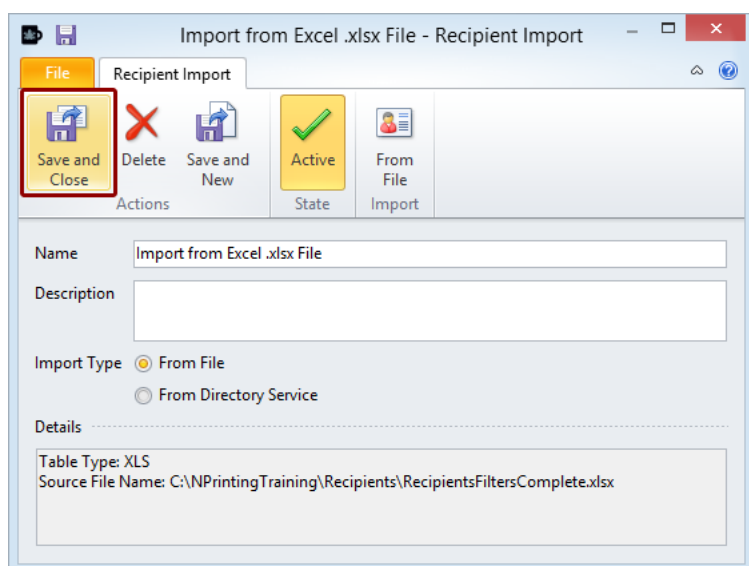 Import from Excel .xlsx File - Recipient Import
File
Recipient Import
Save and
Close
Delete
Save and
New
Active
From
File
Actions
State
Import
Name
Import from Excel .xlsx File
Description
Import Type
From File
From Directory Service
Details
Table Type: XLS
Source File Name: C:\NPrintingTraining\Recipients\RecipientsFiltersComplete.xlsx